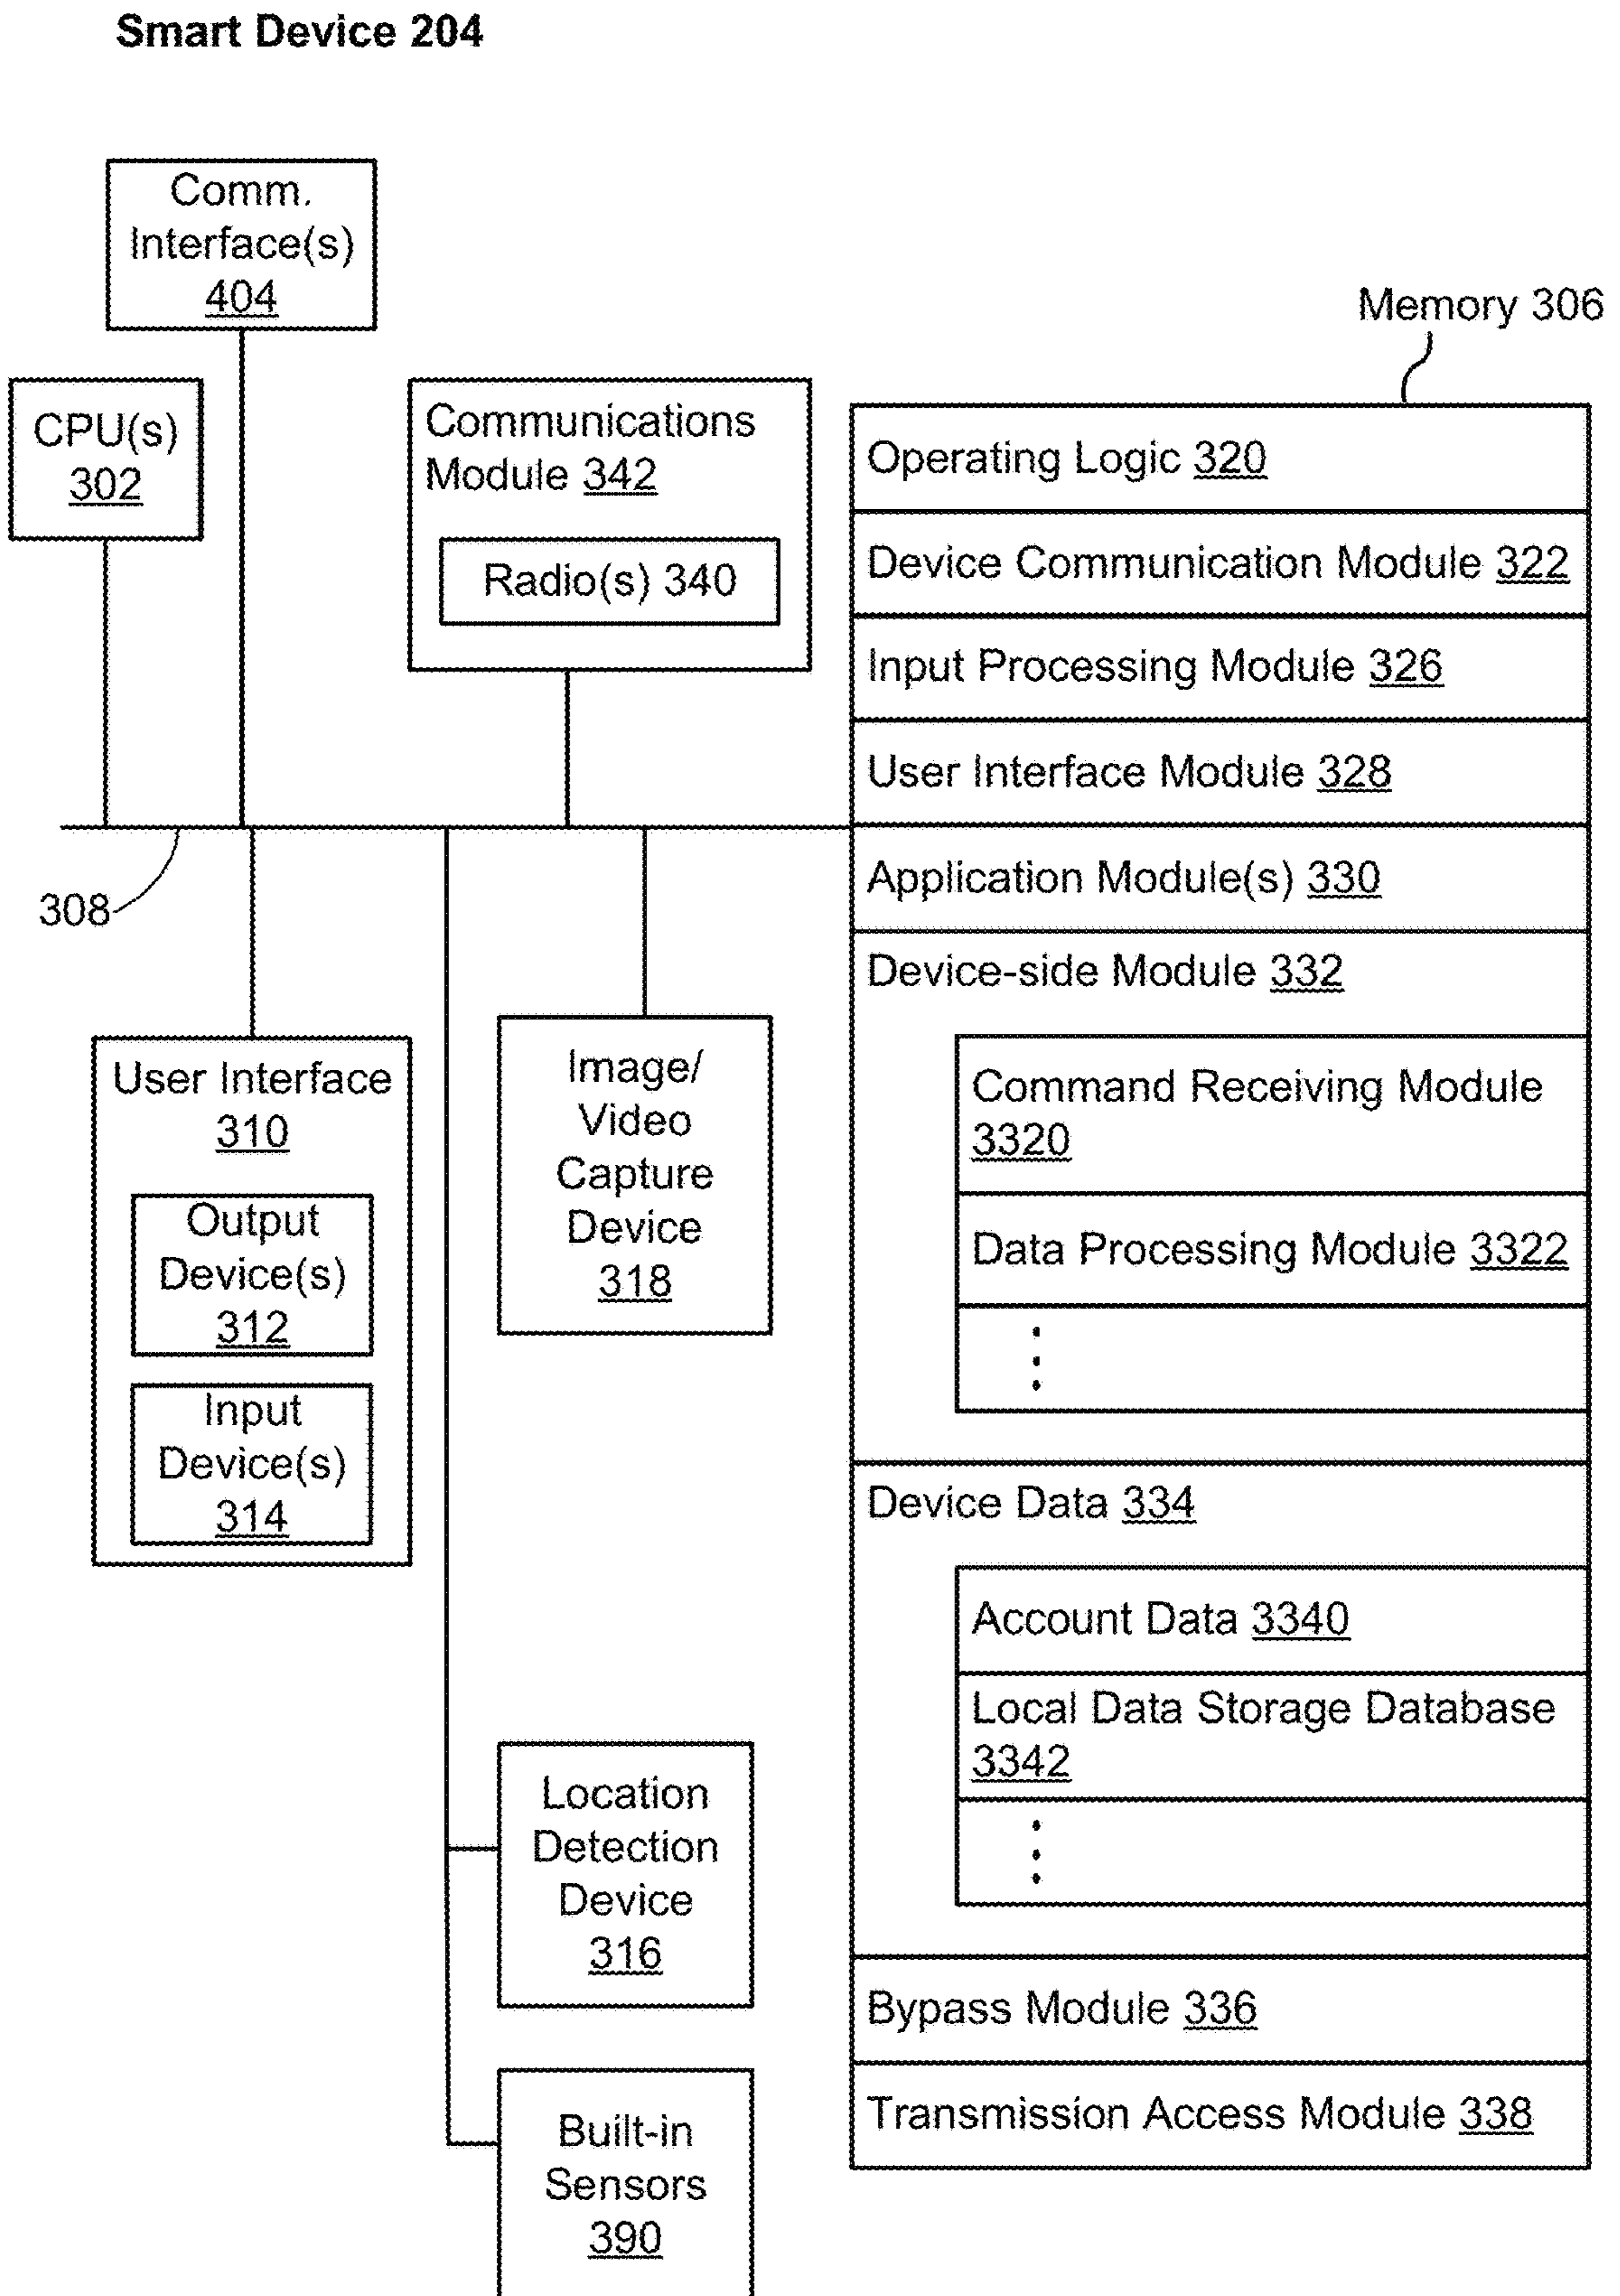 Smart Device 204
Comm.
Interface(s)
404
Memory 306
CPU(s)
302
Communications
Module 342
Radio(s) 340
308
User Interface
310
Output
Device(s)
312
Input
Device(s)
314
Image/
Video
Capture
Device
318
Location
Detection
Device
316
Built-in
Sensors
390
Operating Logic 320
Device Communication Module 322
Input Processing Module 326
User Interface Module 328
Application Module(s) 330
Device-side Module 332
Command Receiving Module
3320
Data Processing Module 3322
Device Data 334
Account Data 3340
Local Data Storage Database
3342
Bypass Module 336
Transmission Access Module 338